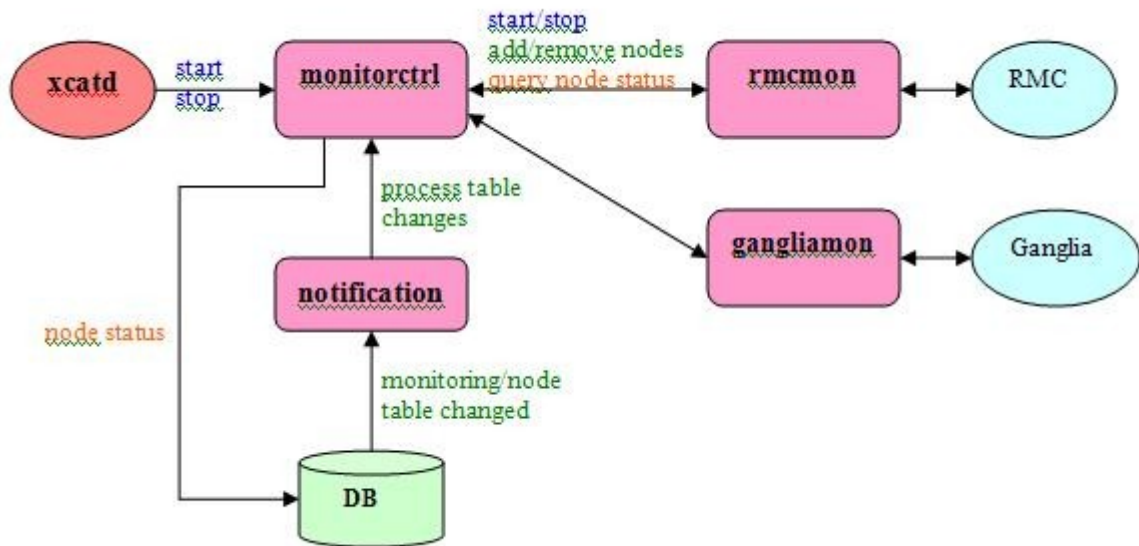 start/stop
add/remove nodes
query node status
xcatd
start
stop
monitorctrl
rmcmon
RMC
process table
changes
gangliamon
Ganglia
notification
node status
monitoring/node
table changed
DB